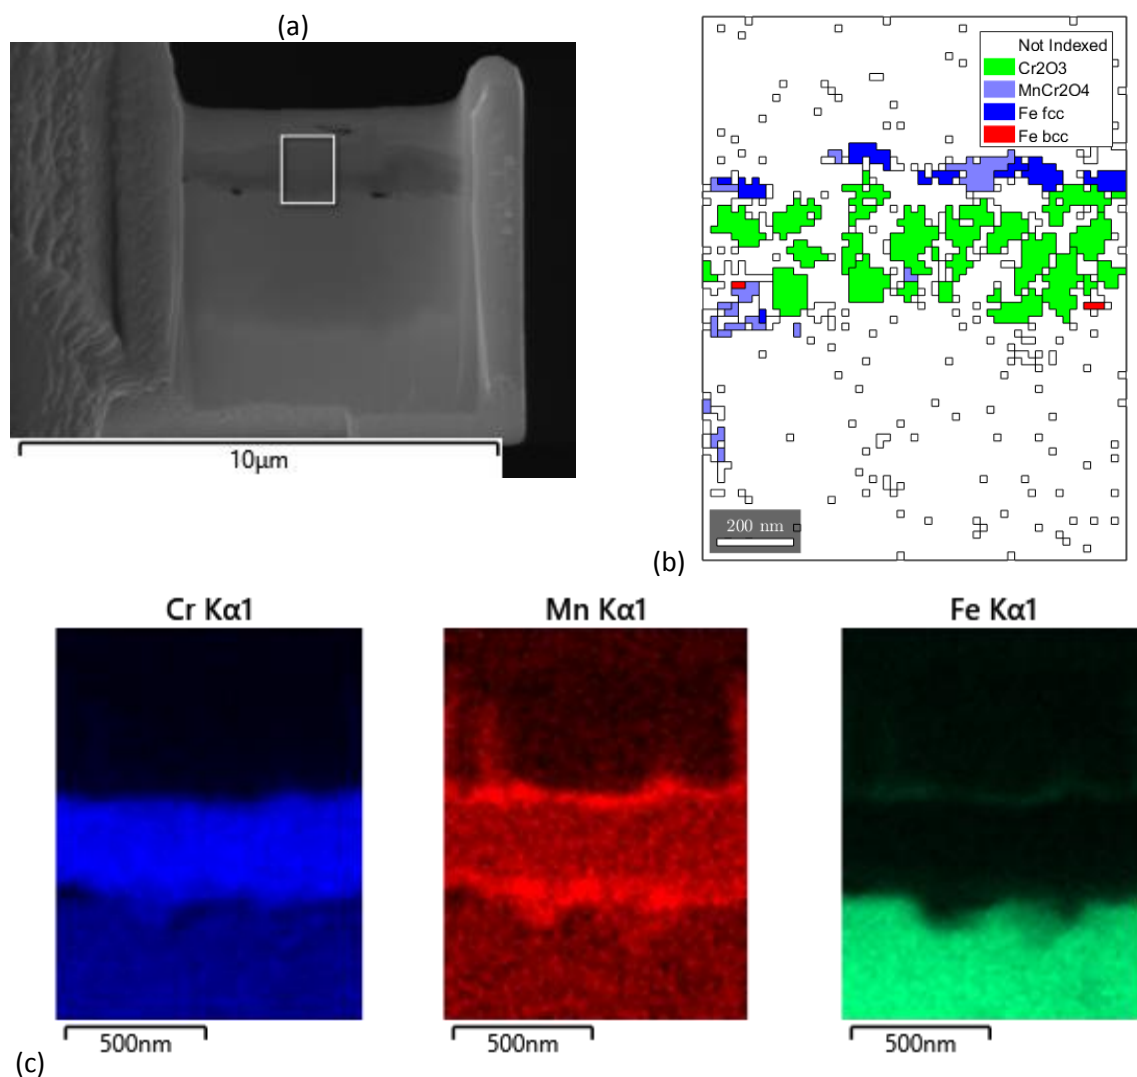 (a)
10µm
Not Indexed
Cr2O3
MnCr2O4
Fe fcc
Fe bcc
200 nm
(b)
Cr Kα1
Mn Kα1
Fe Kα1
500nm
500nm
500nm
(c)